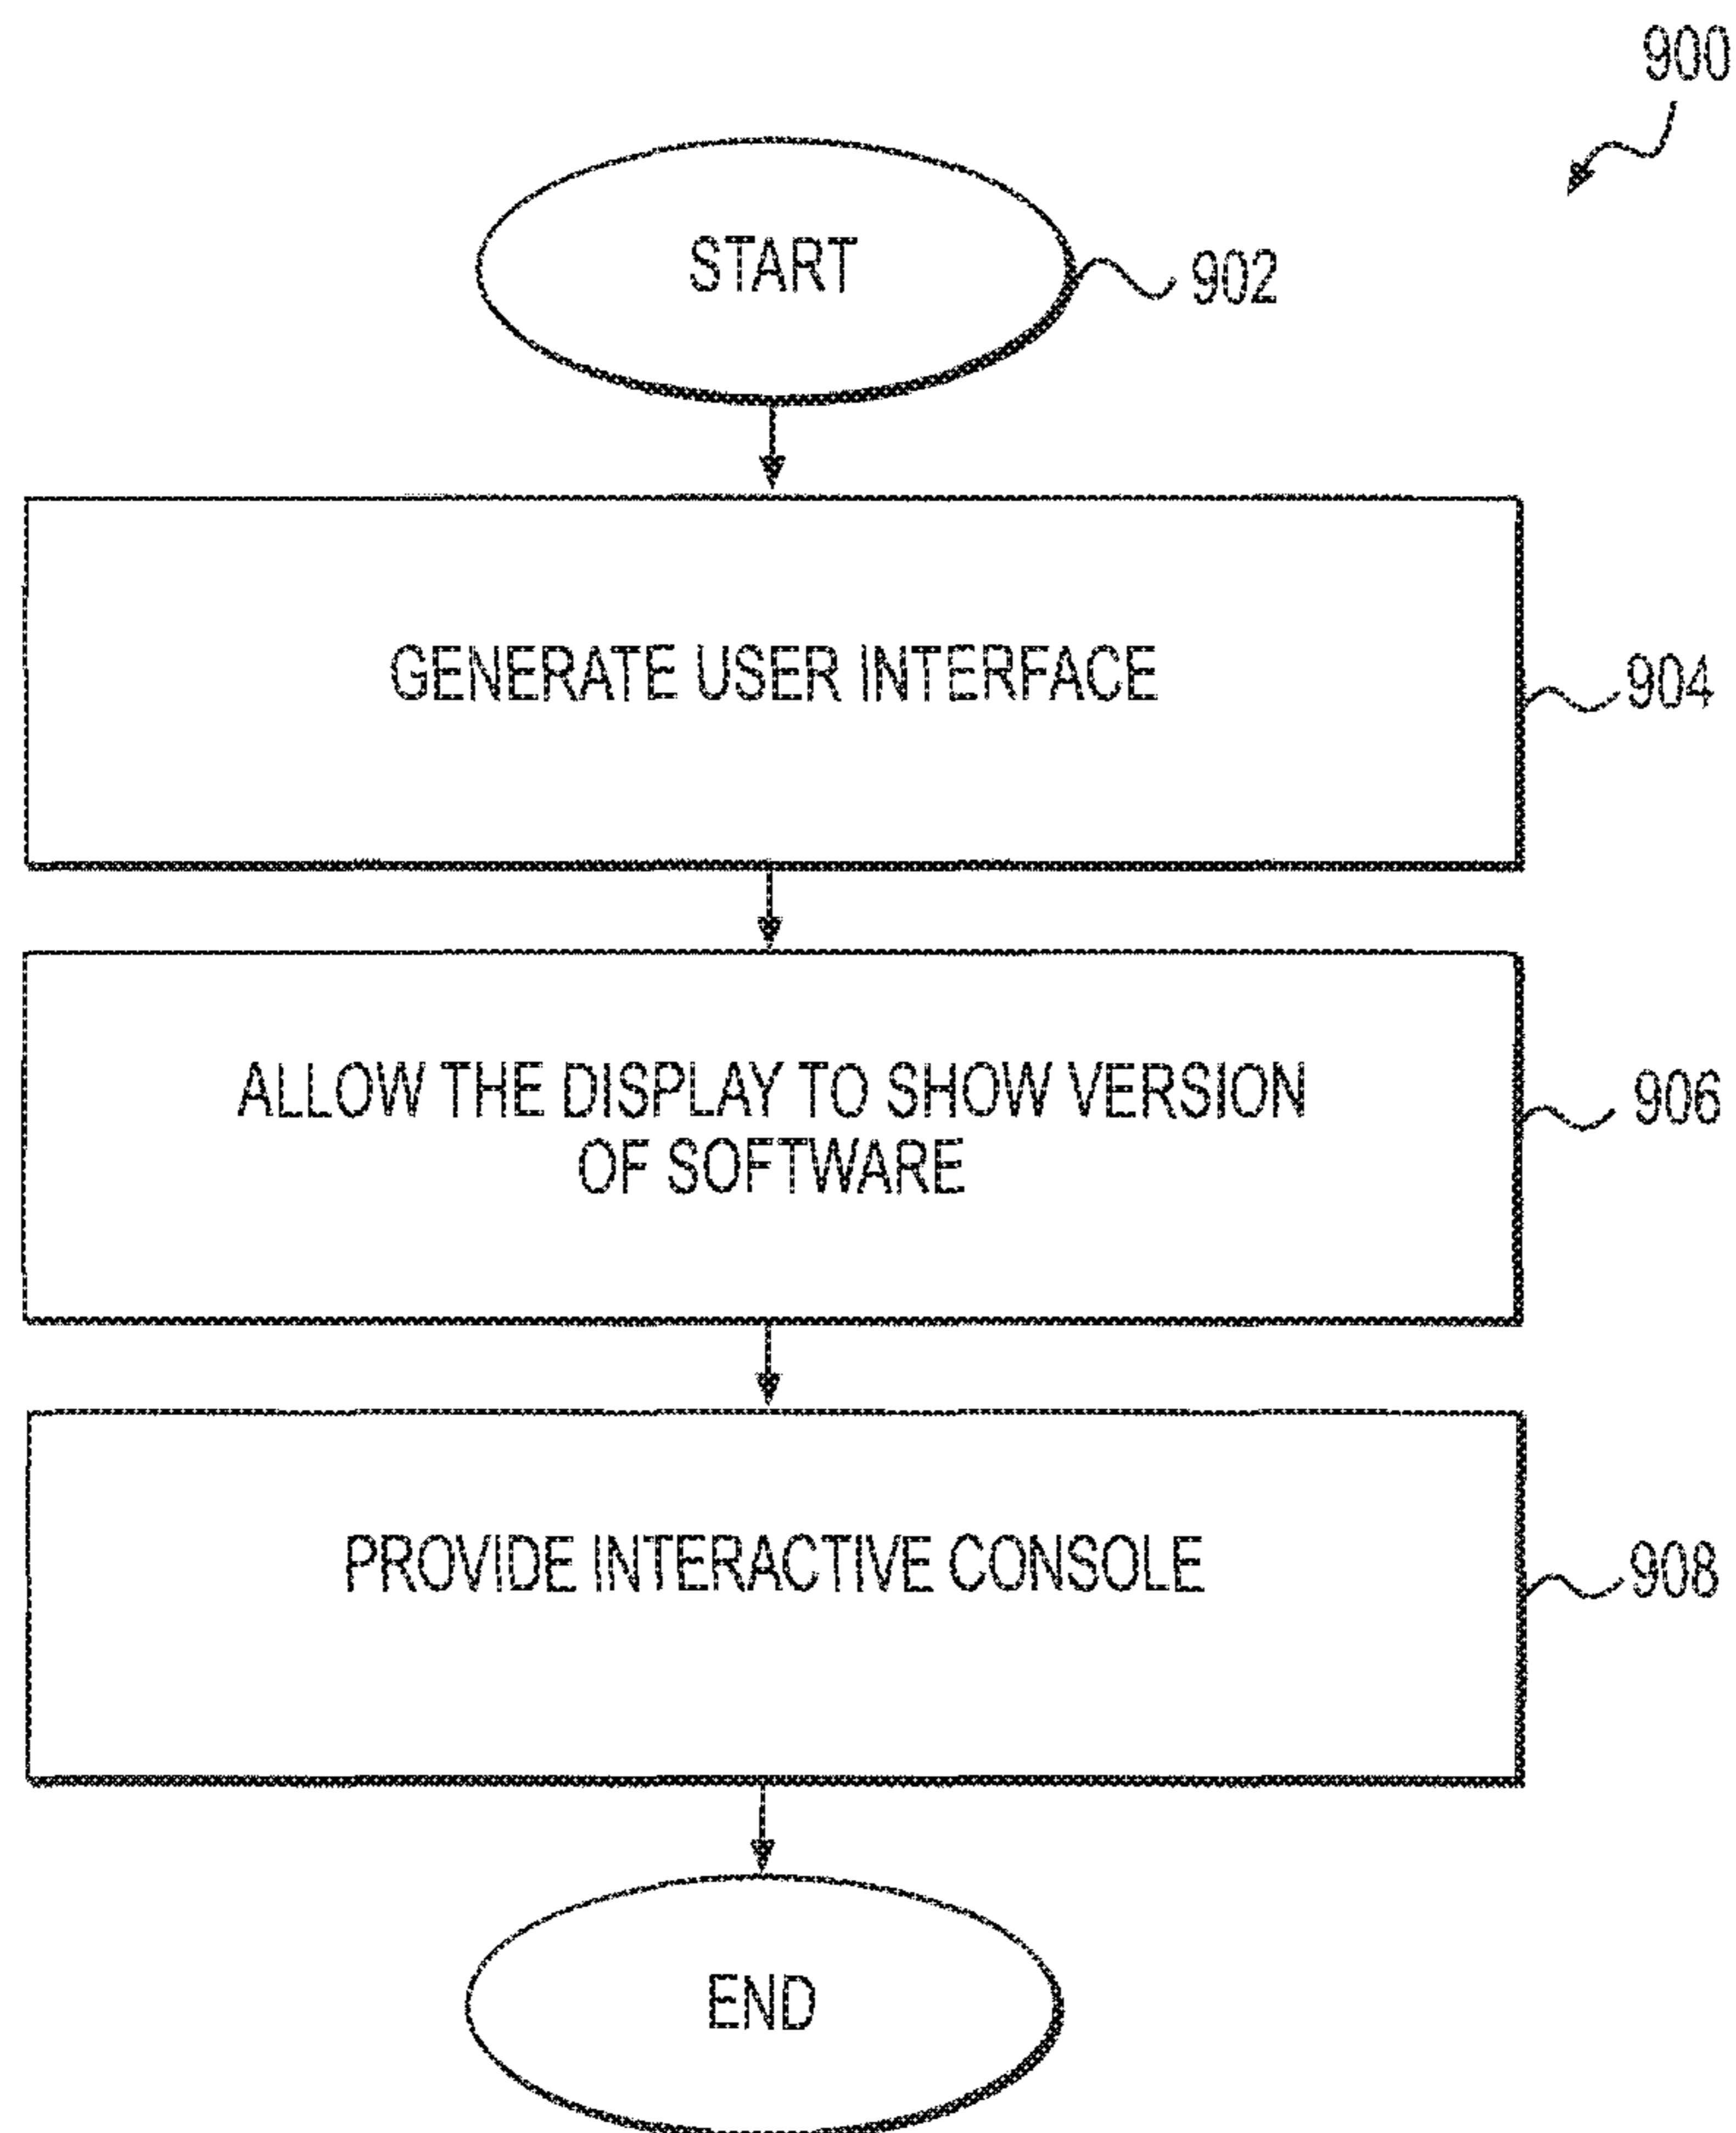 900
START
902
GENERATE USER INTERFACE
904
ALLOW THE DISPLAY TO SHOW VERSION
OF SOFTWARE
906
PROVIDE INTERACTIVE CONSOLE
908
END